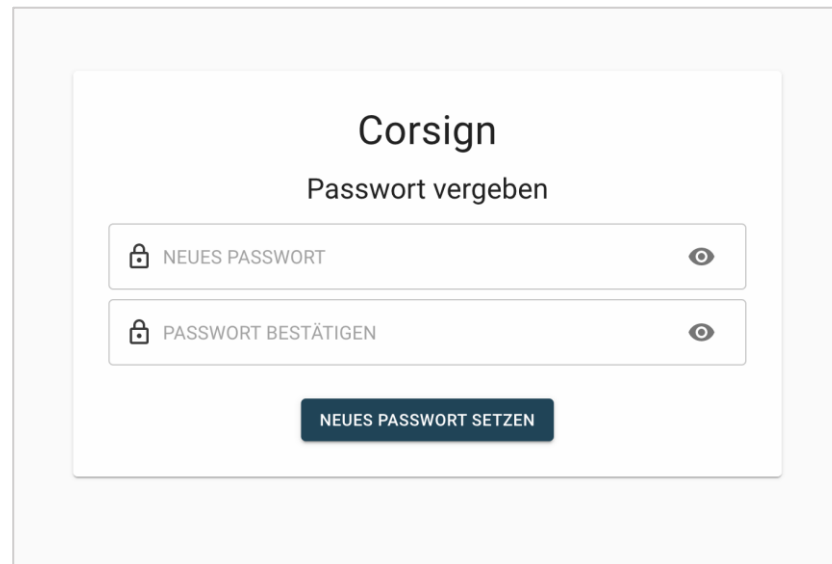 Corsign
Passwort vergeben
NEUES PASSWORT
PASSWORT BESTÄTIGEN
NEUES PASSWORT SETZEN